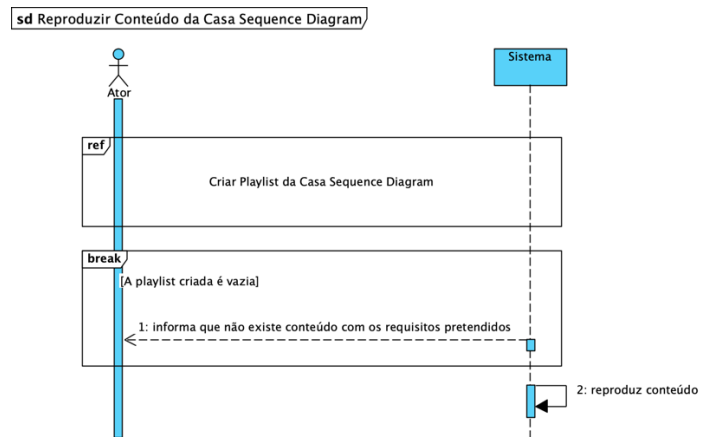 sd Reproduzir Conteúdo da Casa Sequence Diagram
Ator
Sistema
ref
Criar Playlist da Casa Sequence Diagram
break
[A playlist criada é vazia]
1: informa que não existe conteúdo com os requisitos pretendidos
2: reproduz conteúdo